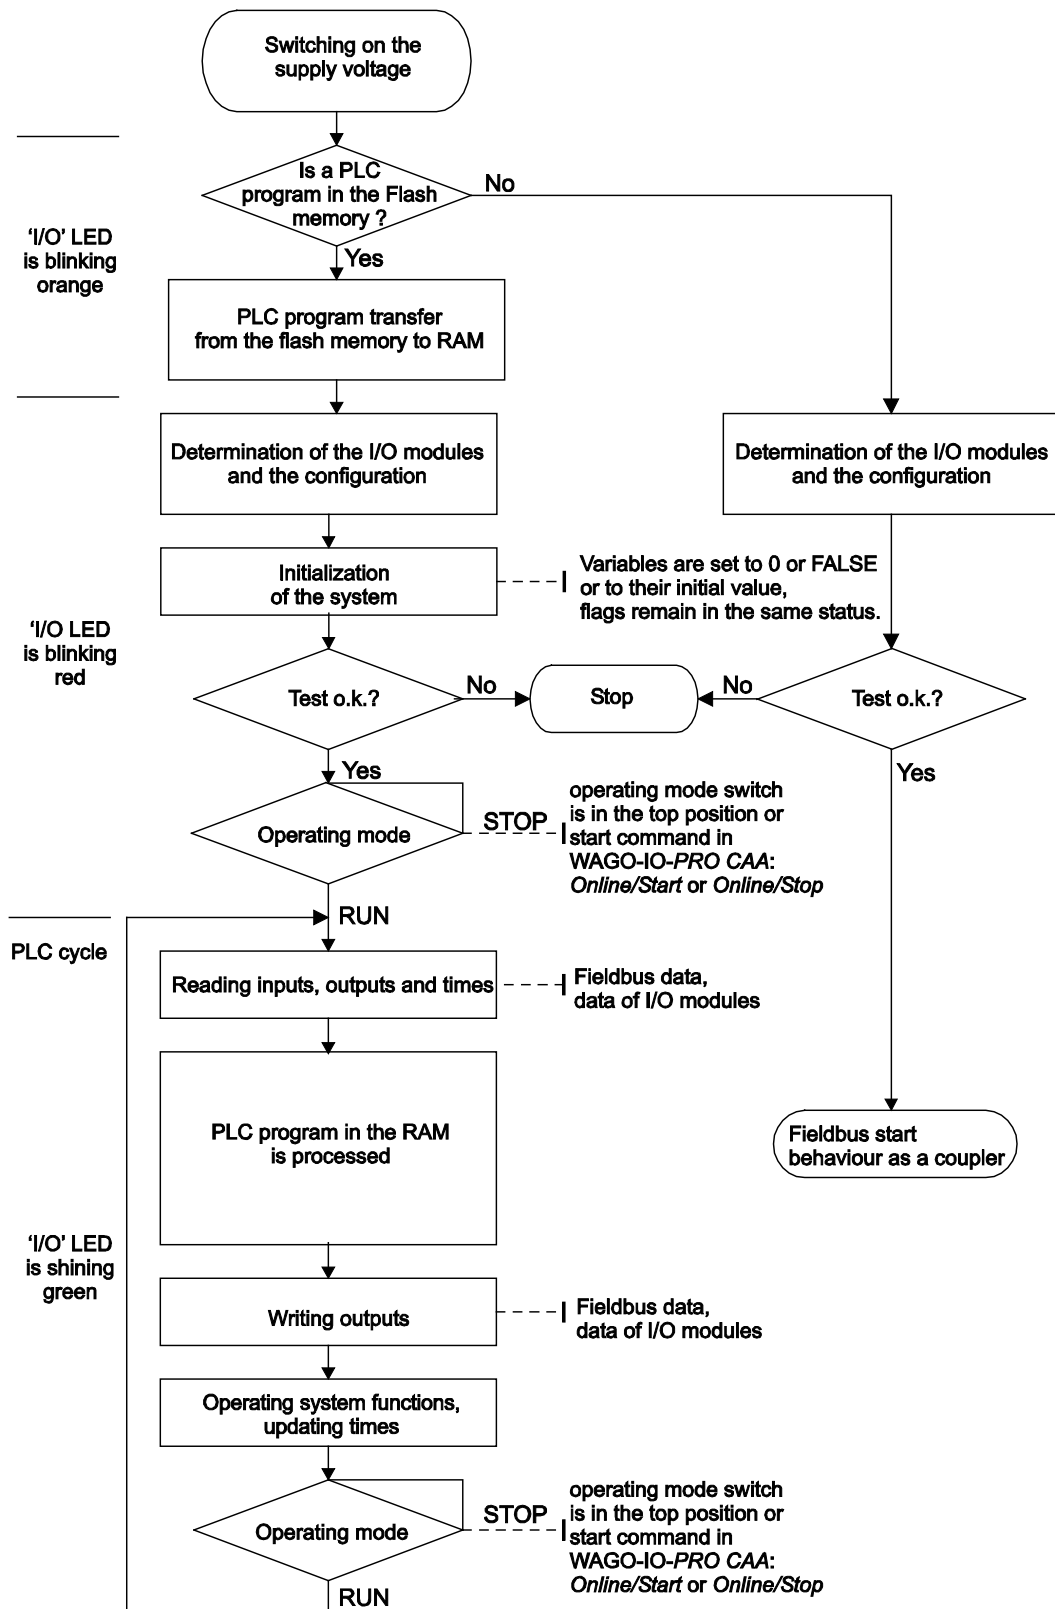 Switching on the
supply voltage
Is a PLC
program in the Flash
memory ?
No
'I/O' LED
is blinking
orange
Yes
PLC program transfer
from the flash memory to RAM
Determination of the I/O modules
and the configuration
Determination of the I/O modules
and the configuration
Initialization
of the system
Variables are set to 0 or FALSE
or to their initial value,
flags remain in the same status.
'I/O LED
is blinking
red
Test o.k.?
No
Stop
No
Test o.k.?
Yes
Yes
Operating mode
STOP
operating mode switch
is in the top position or
start command in
WAGO-IO-PRO CAA:
Online/Start or Online/Stop
RUN
PLC cycle
Reading inputs, outputs and times
Fieldbus data,
data of I/O modules
PLC program in the RAM
is processed
Fieldbus start
behaviour as a coupler
'I/O' LED
is shining
green
Writing outputs
Fieldbus data,
data of I/O modules
Operating system functions,
updating times
Operating mode
STOP
operating mode switch
is in the top position or
start command in
WAGO-IO-PRO CAA:
Online/Start or Online/Stop
RUN